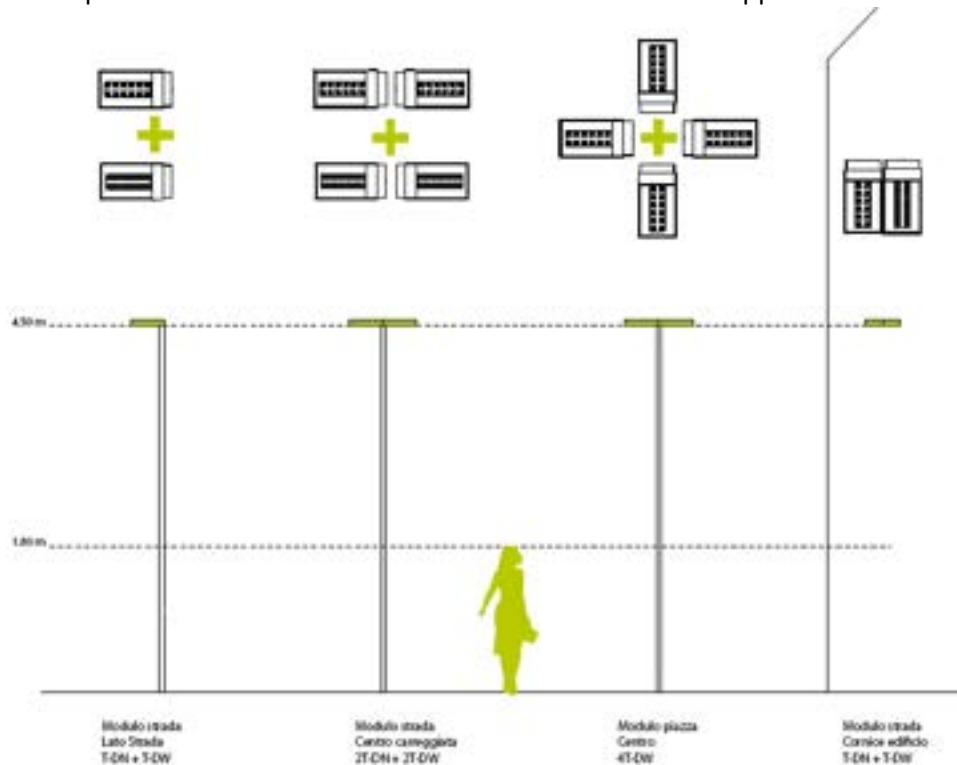 4.50 m
1.80 m
Modulo strada
Lato Strada
T-DN + T-DW
Modulo strada
Centro carreggiata
2T-DN + 2T-DW
Modulo piazza
Centro
4T-DW
Modulo strada
Cornice edificio
T-DN + T-DW